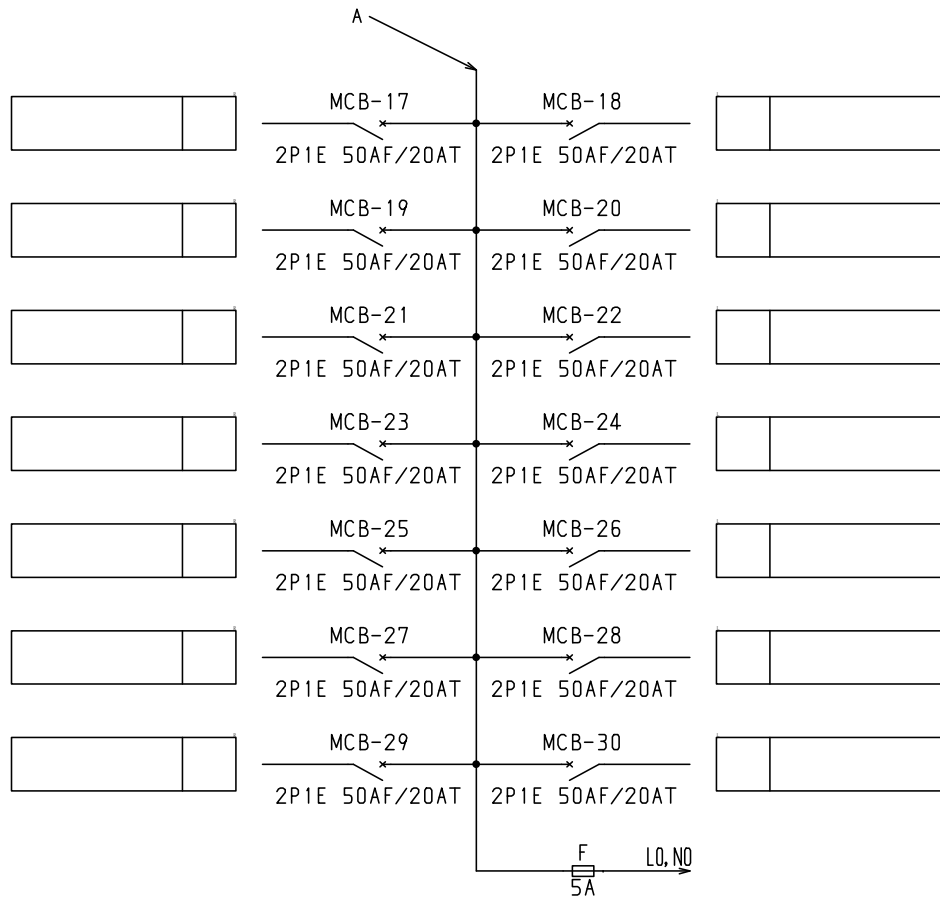 A
MCB-17 MCB-18
2P1E 50AF/20AT 2P1E 50AF/20AT
MCB-19 MCB-20
2P1E 50AF/20AT 2P1E 50AF/20AT
MCB-21 MCB-22
2P1E 50AF/20AT 2P1E 50AF/20AT
MCB-23 MCB-24
2P1E 50AF/20AT 2P1E 50AF/20AT
MCB-25 MCB-26
2P1E 50AF/20AT 2P1E 50AF/20AT
MCB-27 MCB-28
2P1E 50AF/20AT 2P1E 50AF/20AT
MCB-29 MCB-30
2P1E 50AF/20AT 2P1E 50AF/20AT
F L0,N0
5A